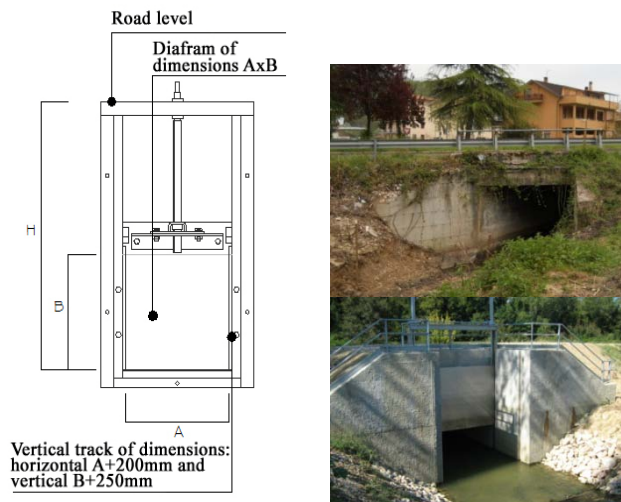 Road level
Diafram of
dimensions AxB
H
B
A
Vertical track of dimensions:
horizontal A+200mm and
vertical B+250mm